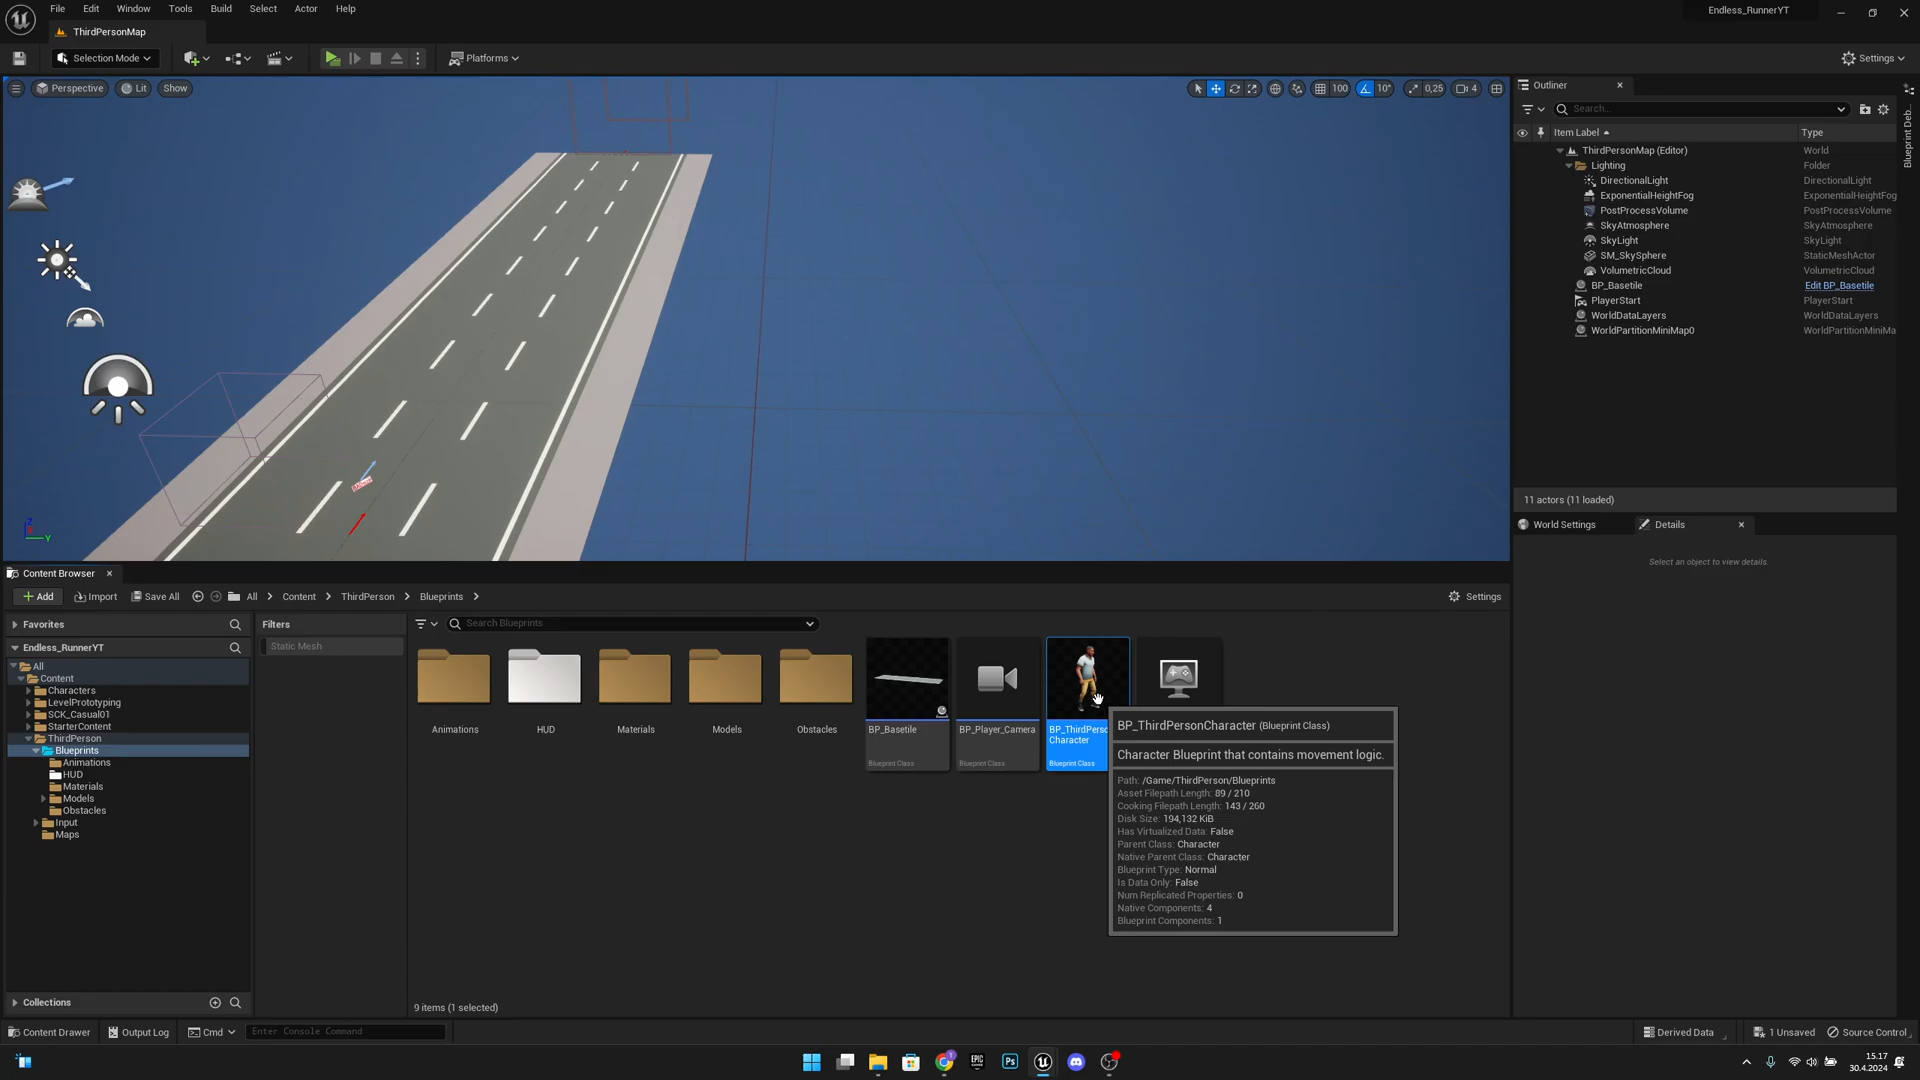 File Edit Window Tools Build Select Actor Help
Endless_RunnerYT
ThirdPersonMap
Selection Mode
Platforms
Settings
Perspective Lit Show
100 10° 0,25 4
Outliner
Search...
Item Label Type
ThirdPersonMap (Editor) World
Lighting Folder
DirectionalLight DirectionalLight
ExponentialHeightFog ExponentialHeightFog
PostProcessVolume PostProcessVolume
SkyAtmosphere SkyAtmosphere
SkyLight SkyLight
SM_SkySphere StaticMeshActor
VolumetricCloud VolumetricCloud
BP_Basetile Edit BP_Basetile
PlayerStart PlayerStart
WorldDataLayers WorldDataLayers
WorldPartitionMiniMap0 WorldPartitionMiniMa
Blueprint Deb
11 actors (11 loaded)
World Settings Details
Select an object to view details.
Z
Y
Content Browser
Add Import Save All All Content ThirdPerson Blueprints Settings
Favorites
Endless_RunnerYT
All
Content
Characters
LevelPrototyping
SCK_Casual01
StarterContent
ThirdPerson
Blueprints
Animations
HUD
Materials
Models
Obstacles
Input
Maps
Collections
Filters
Static Mesh
Search Blueprints
Animations HUD Materials Models Obstacles
BP_Basetile
Blueprint Class
BP_Player_Camera
Blueprint Class
BP_ThirdPerso
Character
Blueprint Class
BP_ThirdPersonCharacter (Blueprint Class)
Character Blueprint that contains movement logic.
Path: /Game/ThirdPerson/Blueprints
Asset Filepath Length: 89 / 210
Cooking Filepath Length: 143 / 260
Disk Size: 194,132 KiB
Has Virtualized Data: False
Parent Class: Character
Native Parent Class: Character
Blueprint Type: Normal
Is Data Only: False
Num Replicated Properties: 0
Native Components: 4
Blueprint Components: 1
9 items (1 selected)
Content Drawer Output Log Cmd Enter Console Command
Derived Data 1 Unsaved Source Control
EPIC
Ps
15.17
30.4.2024